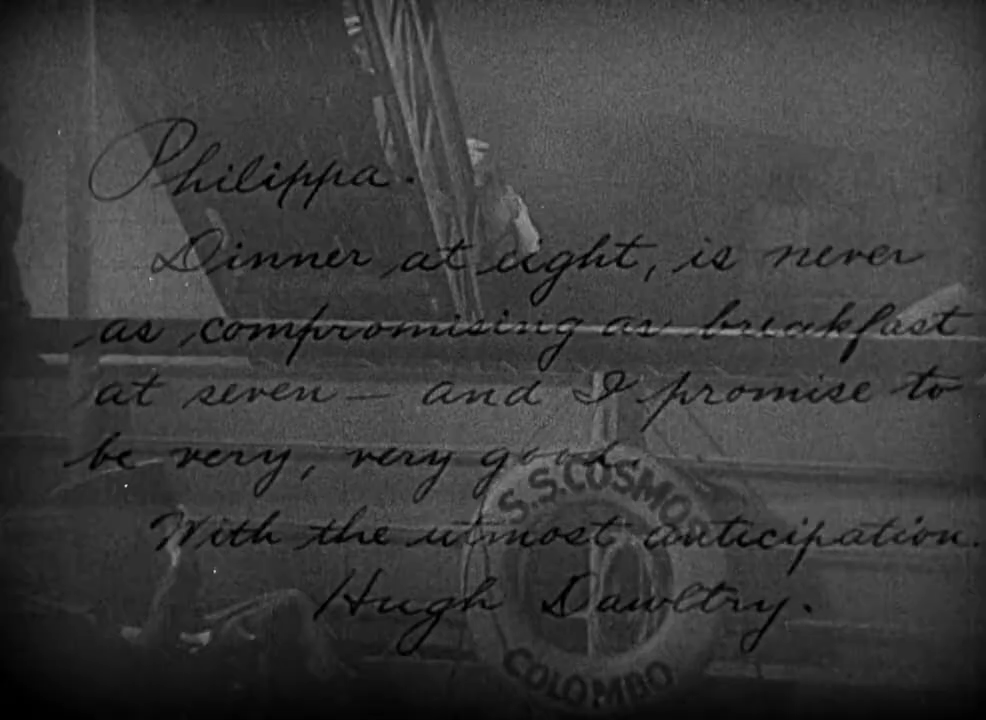 Philippa.
Dinner at eight, is never
as compromising as breakfast
at seven — and I promise to
be very, very good.
With the utmost anticipation.
Hugh Dawltry.
S.S. COSMOS
COLOMBO